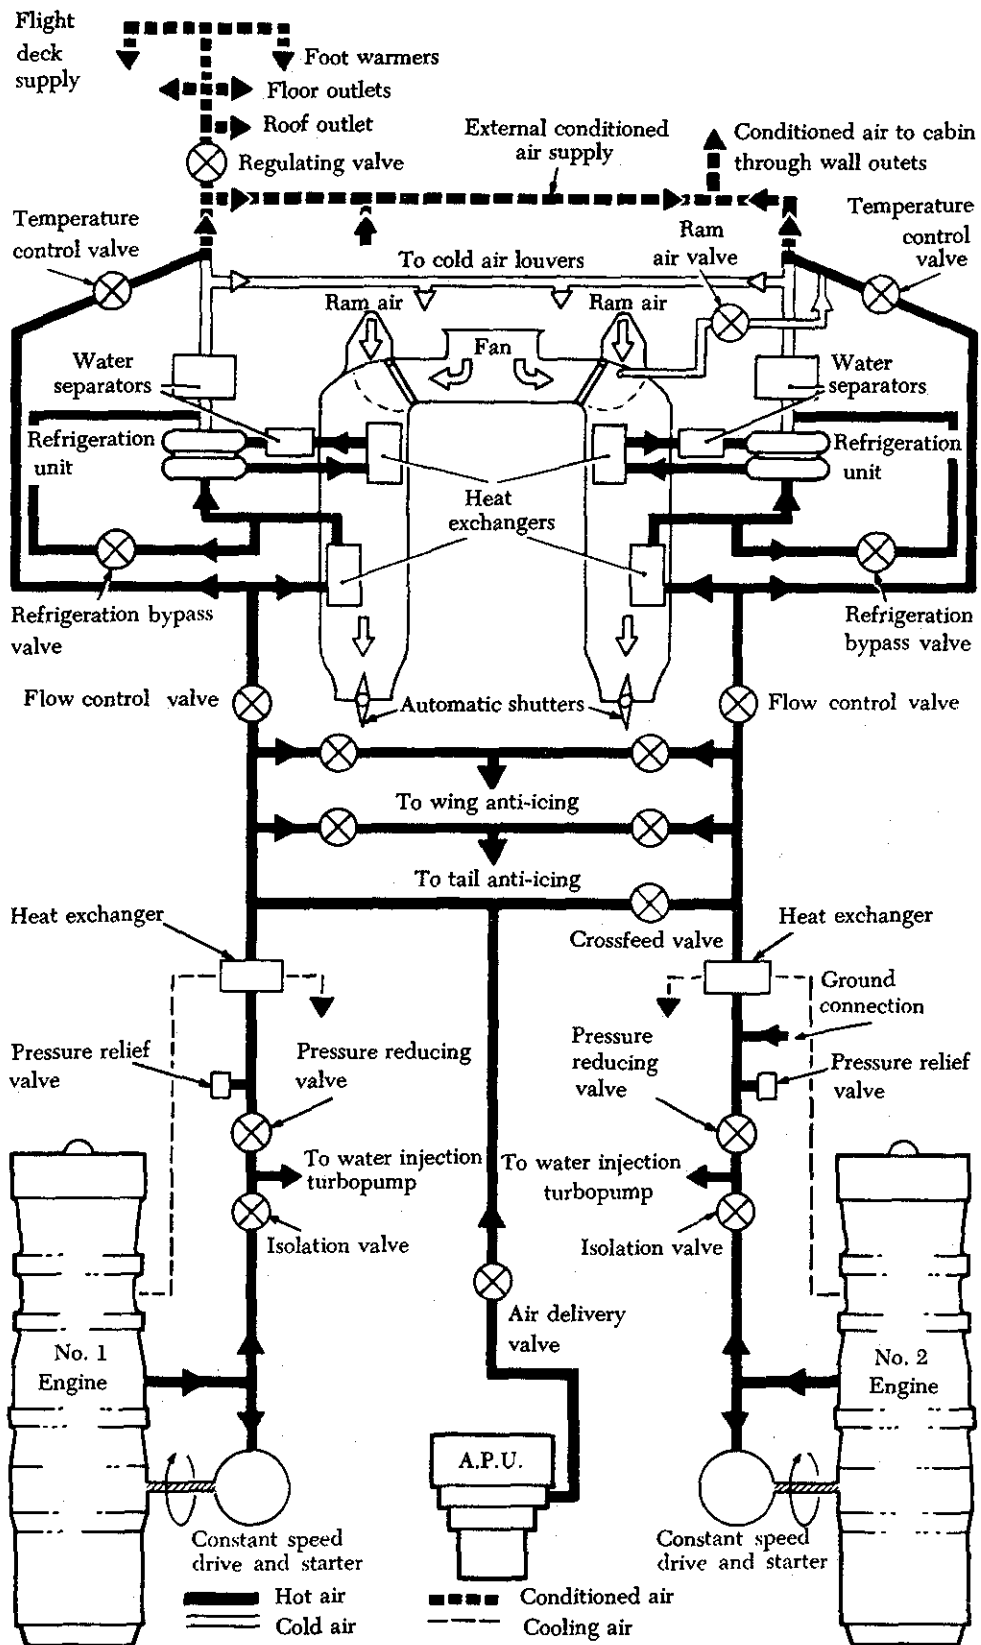 Flight
deck
supply
Foot warmers
Floor outlets
Roof outlet
Regulating valve
External conditioned
air supply
Conditioned air to cabin
through wall outets
Temperature
control valve
Ram
air valve
Temperature
control
valve
To cold air louvers
Ram air
Ram air
Fan
Water
separators
Water
separators
Refrigeration
unit
Refrigeration
unit
Heat
exchangers
Refrigeration bypass
valve
Refrigeration
bypass valve
Flow control valve
Automatic shutters
Flow control valve
To wing anti-icing
To tail anti-icing
Heat exchanger
Crossfeed valve
Heat exchanger
Ground
connection
Pressure relief
valve
Pressure reducing
valve
Pressure
reducing
valve
Pressure relief
valve
To water injection
turbopump
To water injection
turbopump
Isolation valve
Isolation valve
Air delivery
valve
No. 1
Engine
No. 2
Engine
A.P.U.
Constant speed
drive and starter
Constant speed
drive and starter
Hot air
Conditioned air
Cold air
Cooling air